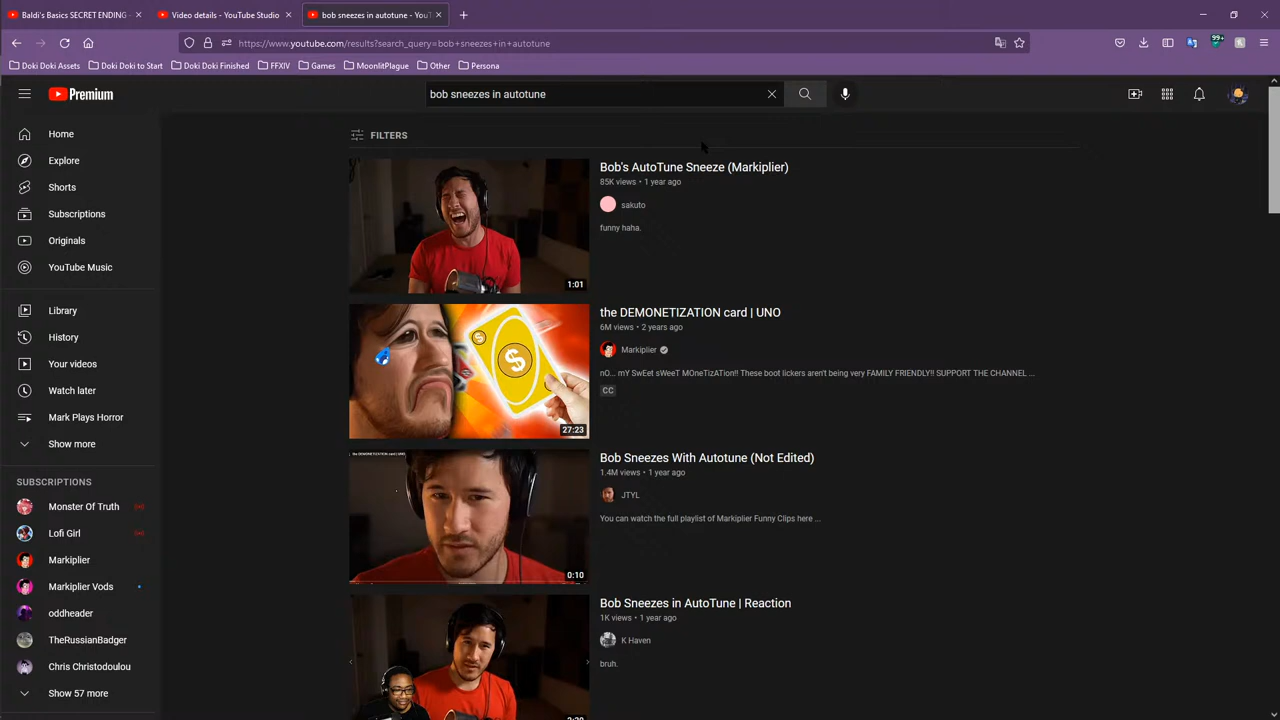 Baldi's Basics SECRET ENDING -
Video details - YouTube Studio
bob sneezes in autotune - YouT
https://www.youtube.com/results?search_query=bob+sneezes+in+autotune
99+
Doki Doki Assets
Doki Doki to Start
Doki Doki Finished
FFXIV
Games
MoonlitPlague
Other
Persona
Premium
bob sneezes in autotune
Home
Explore
Shorts
Subscriptions
Originals
YouTube Music
Library
History
Your videos
Watch later
Mark Plays Horror
Show more
SUBSCRIPTIONS
Monster Of Truth
Lofi Girl
Markiplier
Markiplier Vods
oddheader
TheRussianBadger
Chris Christodoulou
Show 57 more
FILTERS
1:01
Bob's AutoTune Sneeze (Markiplier)
85K views • 1 year ago
sakuto
funny haha.
27:23
the DEMONETIZATION card | UNO
6M views • 2 years ago
Markiplier
nO... mY SwEet sWeeT MOneTizATion!! These boot lickers aren't being very FAMILY FRIENDLY!! SUPPORT THE CHANNEL ...
CC
the DEMONETIZATION card | UNO
0:10
Bob Sneezes With Autotune (Not Edited)
1.4M views • 1 year ago
JTYL
You can watch the full playlist of Markiplier Funny Clips here ...
Bob Sneezes in AutoTune | Reaction
1K views • 1 year ago
K Haven
bruh.